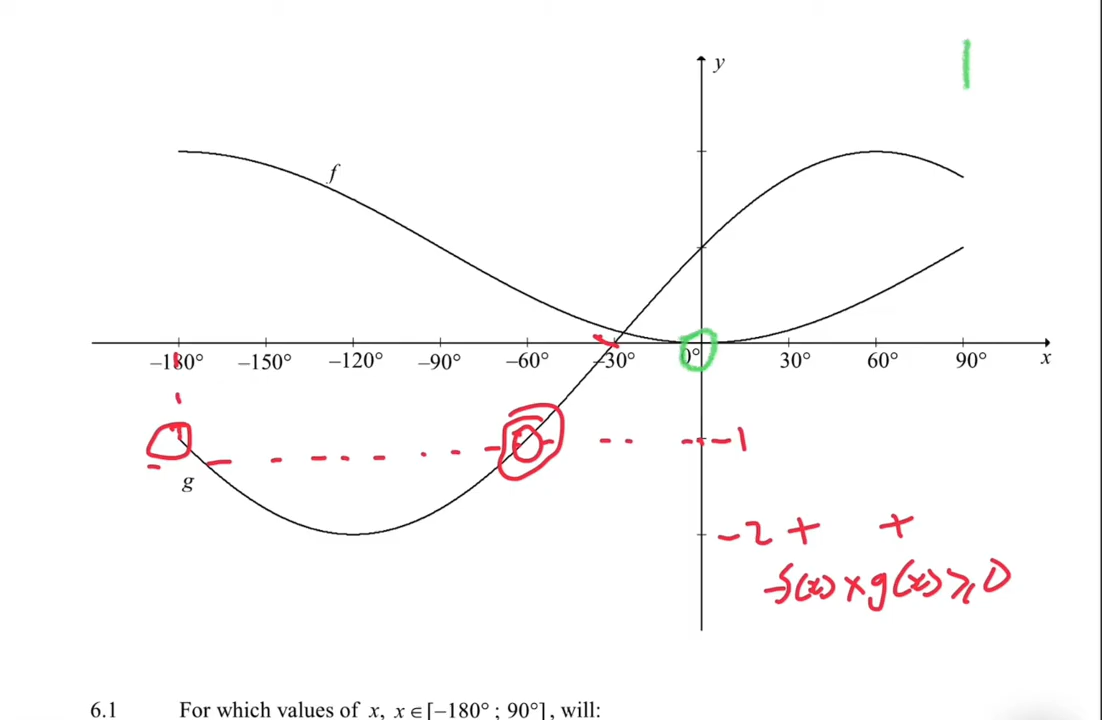 y
f
–180° –150° –120° –90° –60° –30° 0° 30° 60° 90° x
-1
g
-2 + +
f(x) × g(x) ≥ 0
6.1 For which values of x, x ∈ [–180° ; 90°], will: